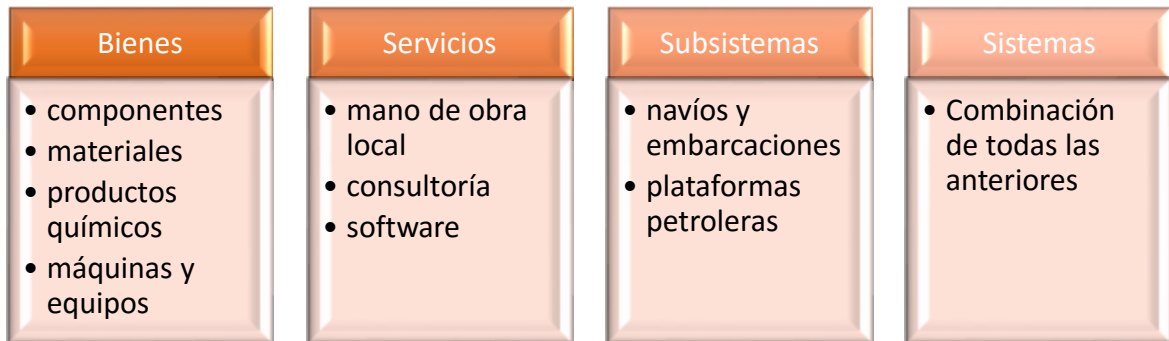 Bienes
• componentes
• materiales
• productos
químicos
• máquinas y
equipos
Servicios
• mano de obra
local
• consultoría
• software
Subsistemas
• navíos y
embarcaciones
• plataformas
petroleras
Sistemas
• Combinación
de todas las
anteriores